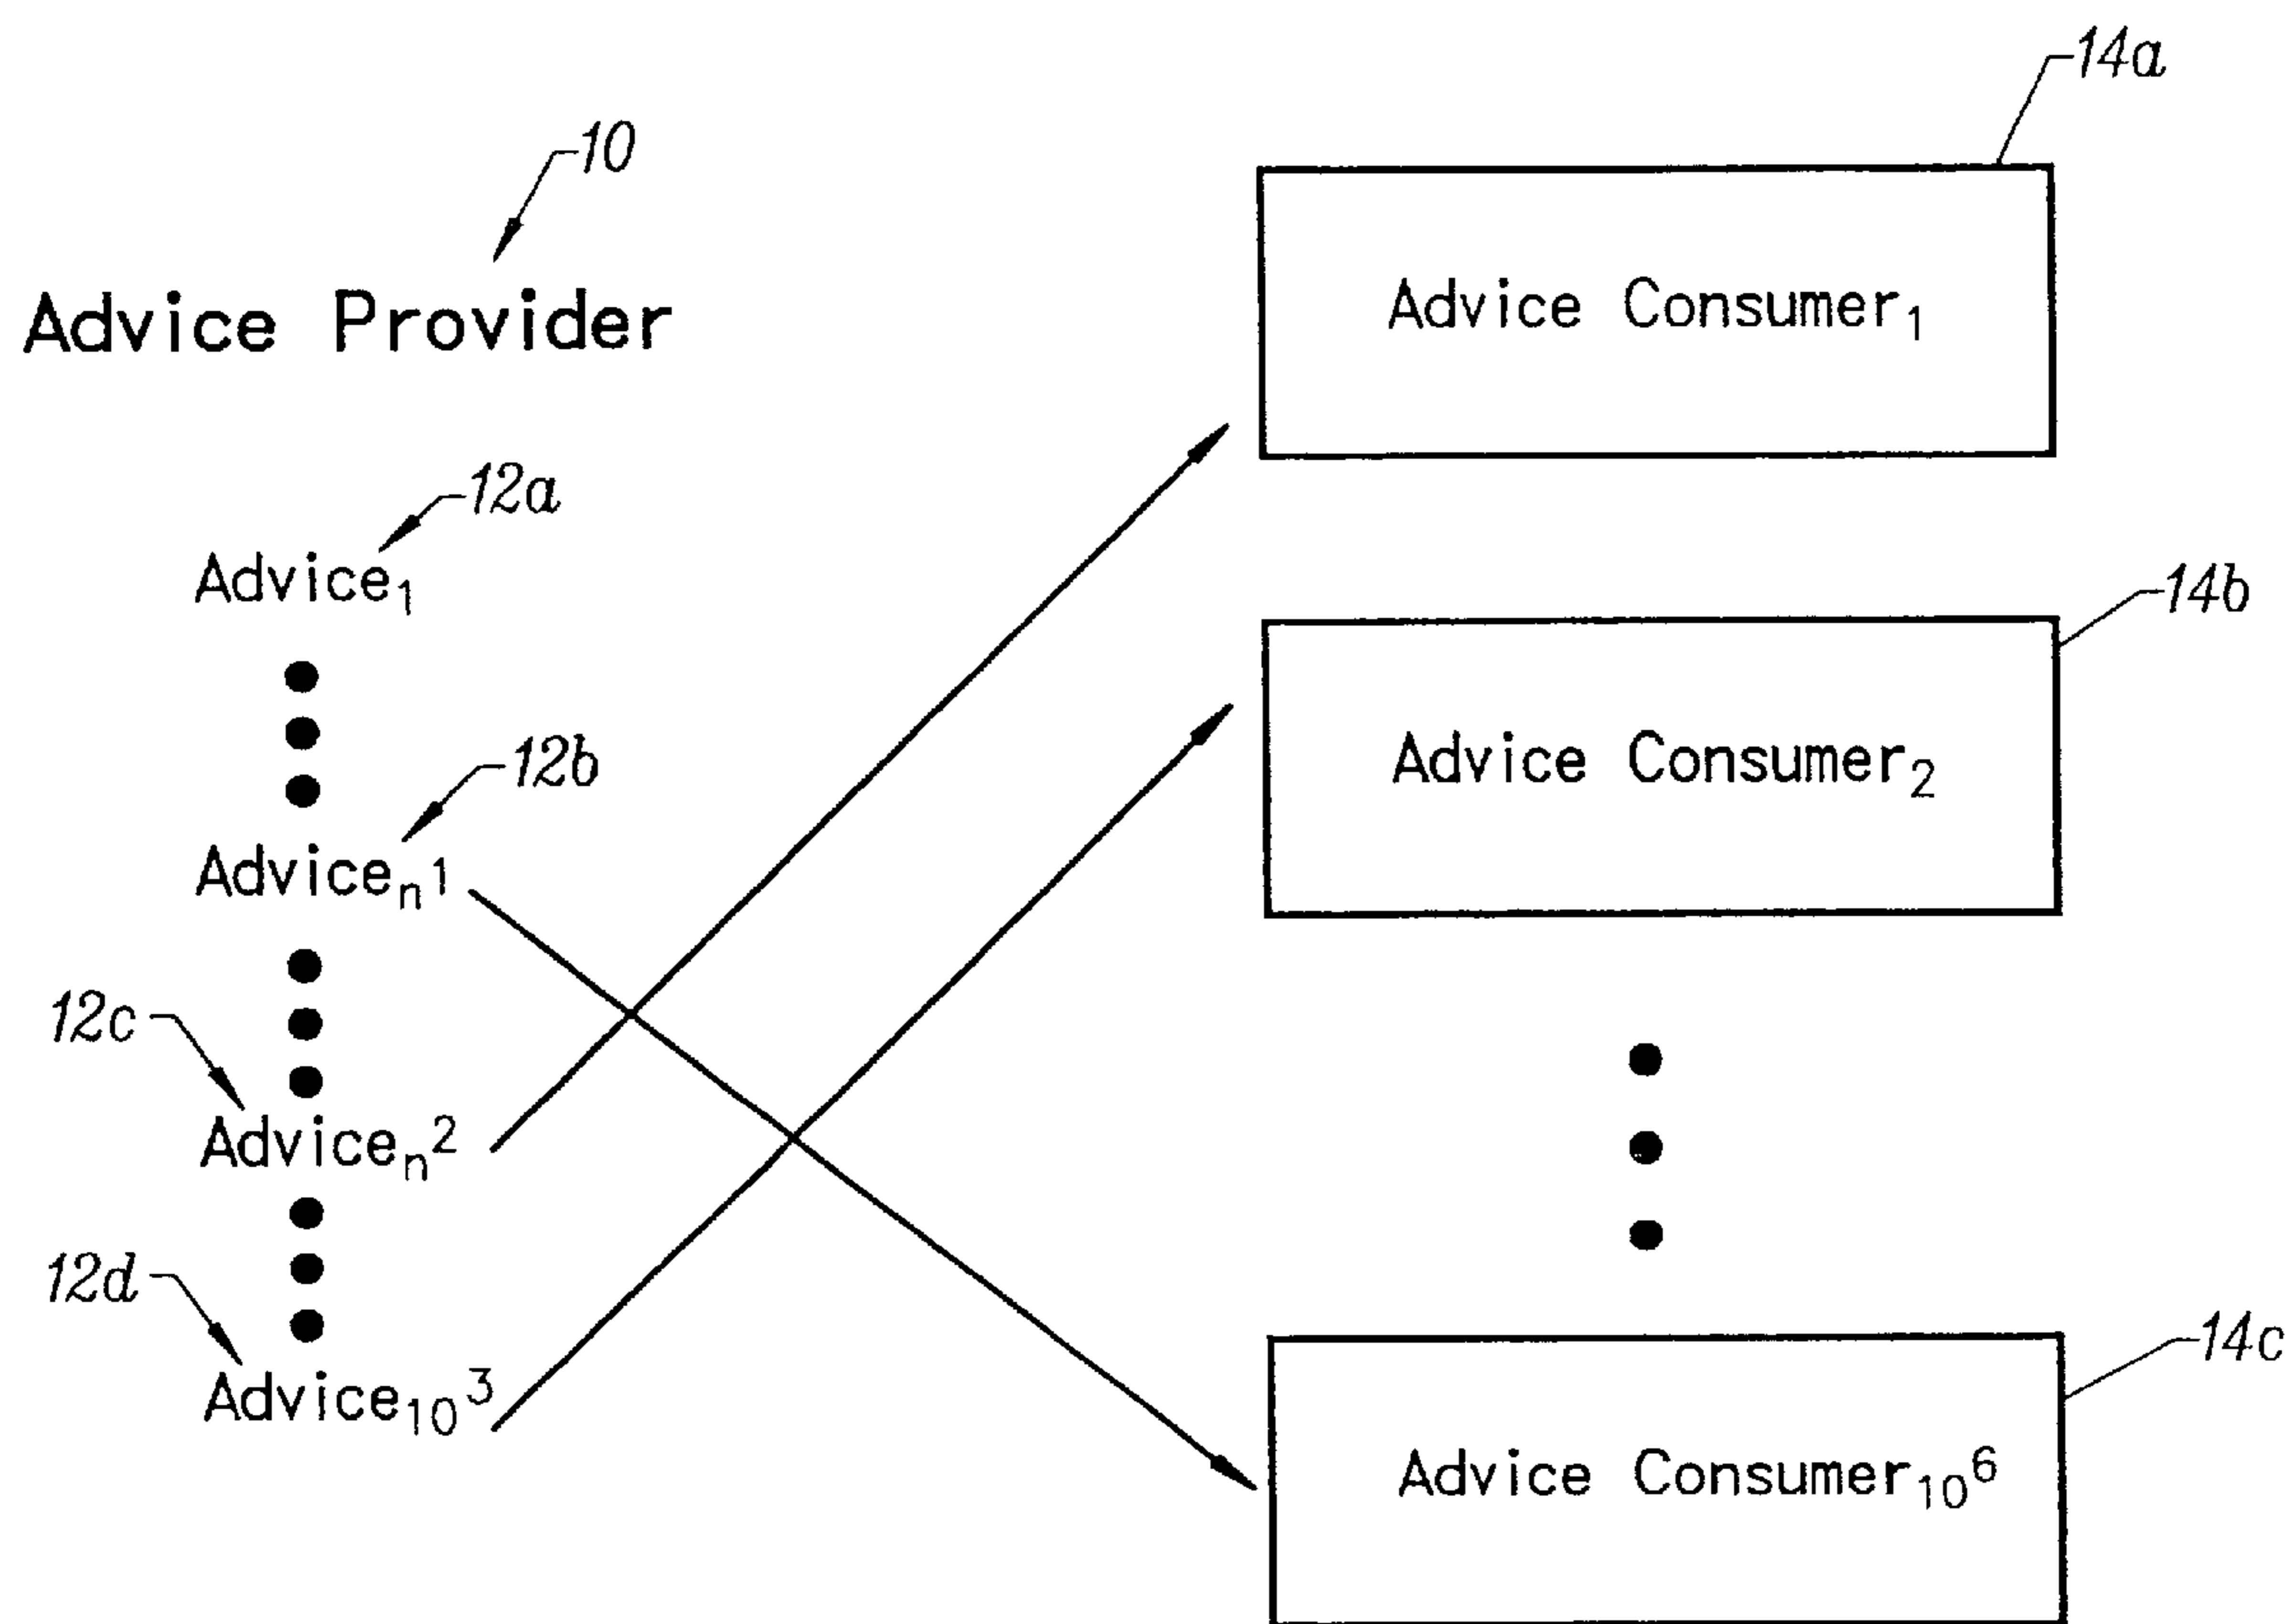 10
Advice Provider
12a
Advice₁
12b
Adviceₙ1
12c
Adviceₙ2
12d
Advice₁₀3
14a
Advice Consumer₁
14b
Advice Consumer₂
14c
Advice Consumer₁₀6